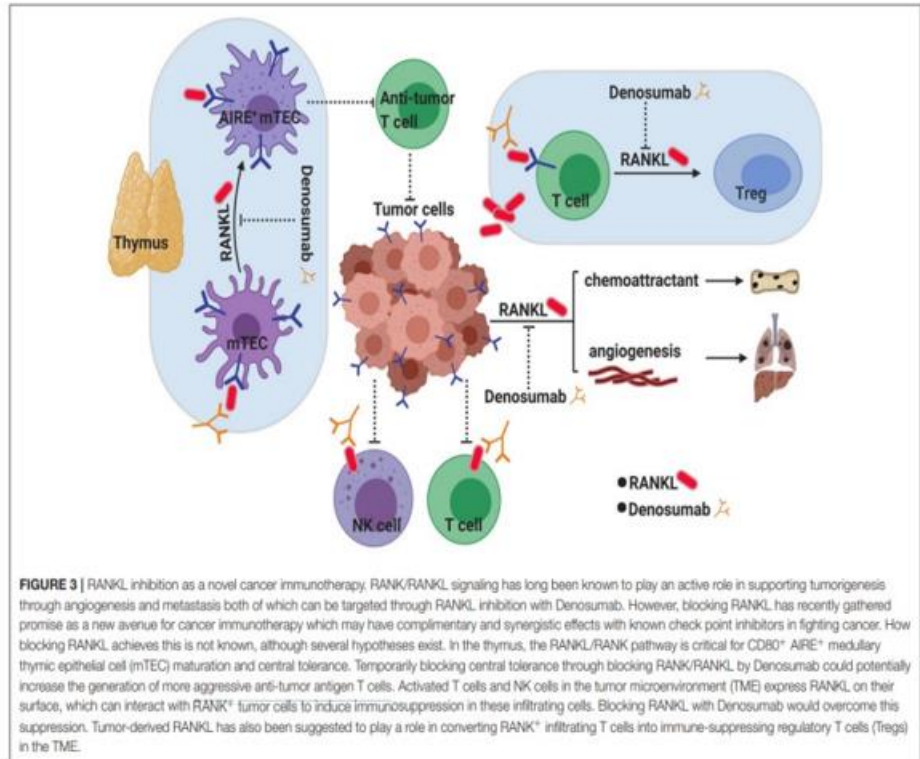 AIRE⁺ mTEC
Anti-tumor
T cell
Denosumab
RANKL
T cell
Treg
Thymus
RANKL
Denosumab
mTEC
Tumor cells
RANKL
chemoattractant
angiogenesis
Denosumab
NK cell
T cell
●RANKL
●Denosumab
FIGURE 3 | RANKL inhibition as a novel cancer immunotherapy. RANK/RANKL signaling has long been known to play an active role in supporting tumorigenesis
through angiogenesis and metastasis both of which can be targeted through RANKL inhibition with Denosumab. However, blocking RANKL has recently gathered
promise as a new avenue for cancer immunotherapy which may have complimentary and synergistic effects with known check point inhibitors in fighting cancer. How
blocking RANKL achieves this is not known, although several hypotheses exist. In the thymus, the RANKL/RANK pathway is critical for CD80⁺ AIRE⁺ medullary
thymic epithelial cell (mTEC) maturation and central tolerance. Temporarily blocking central tolerance through blocking RANK/RANKL by Denosumab could potentially
increase the generation of more aggressive anti-tumor antigen T cells. Activated T cells and NK cells in the tumor microenvironment (TME) express RANKL on their
surface, which can interact with RANK⁺ tumor cells to induce immunosuppression in these infiltrating cells. Blocking RANKL with Denosumab would overcome this
suppression. Tumor-derived RANKL has also been suggested to play a role in converting RANK⁺ infiltrating T cells into immune-suppressing regulatory T cells (Tregs)
in the TME.